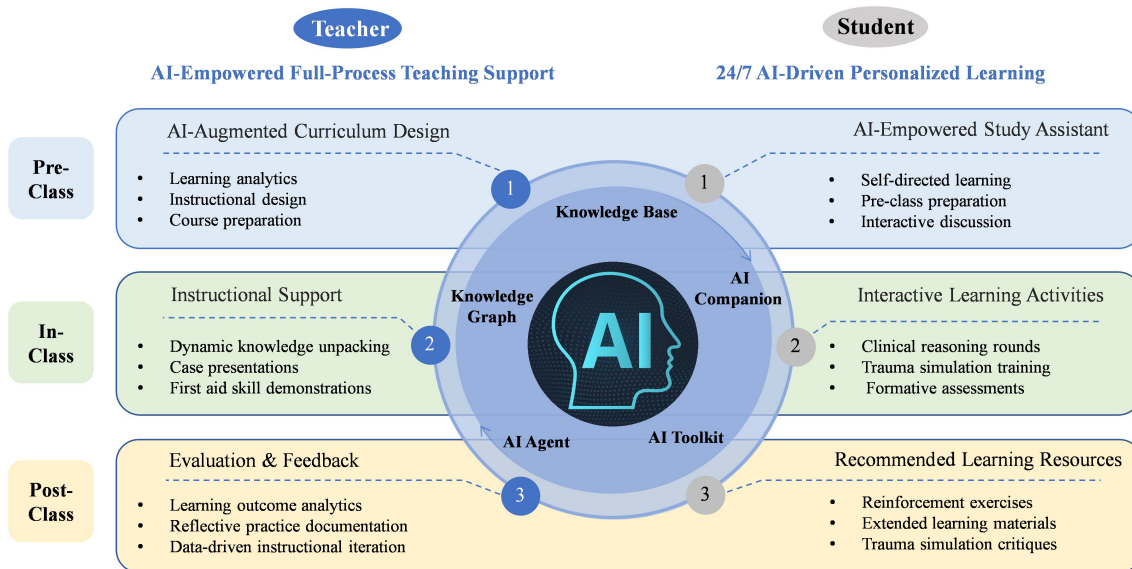 Teacher
Student
AI-Empowered Full-Process Teaching Support
24/7 AI-Driven Personalized Learning
Pre-
Class
AI-Augmented Curriculum Design
• Learning analytics
• Instructional design
• Course preparation
1
1
AI-Empowered Study Assistant
• Self-directed learning
• Pre-class preparation
• Interactive discussion
Knowledge Base
AI
Companion
Knowledge
Graph
AI
AI Agent
AI Toolkit
In-
Class
Instructional Support
• Dynamic knowledge unpacking
• Case presentations
• First aid skill demonstrations
2
2
Interactive Learning Activities
• Clinical reasoning rounds
• Trauma simulation training
• Formative assessments
Post-
Class
Evaluation & Feedback
• Learning outcome analytics
• Reflective practice documentation
• Data-driven instructional iteration
3
3
Recommended Learning Resources
• Reinforcement exercises
• Extended learning materials
• Trauma simulation critiques